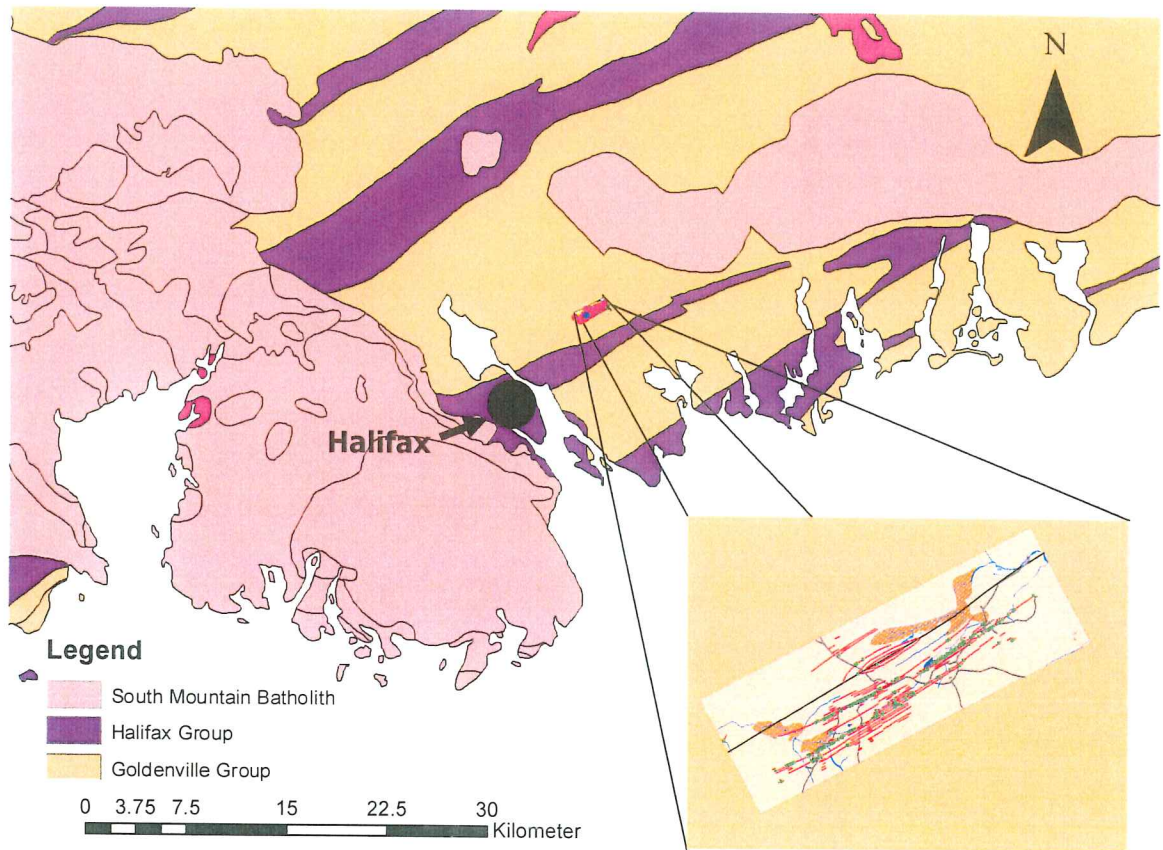 N
Halifax
Legend
South Mountain Batholith
Halifax Group
Goldenville Group
0 3.75 7.5 15 22.5 30
Kilometer